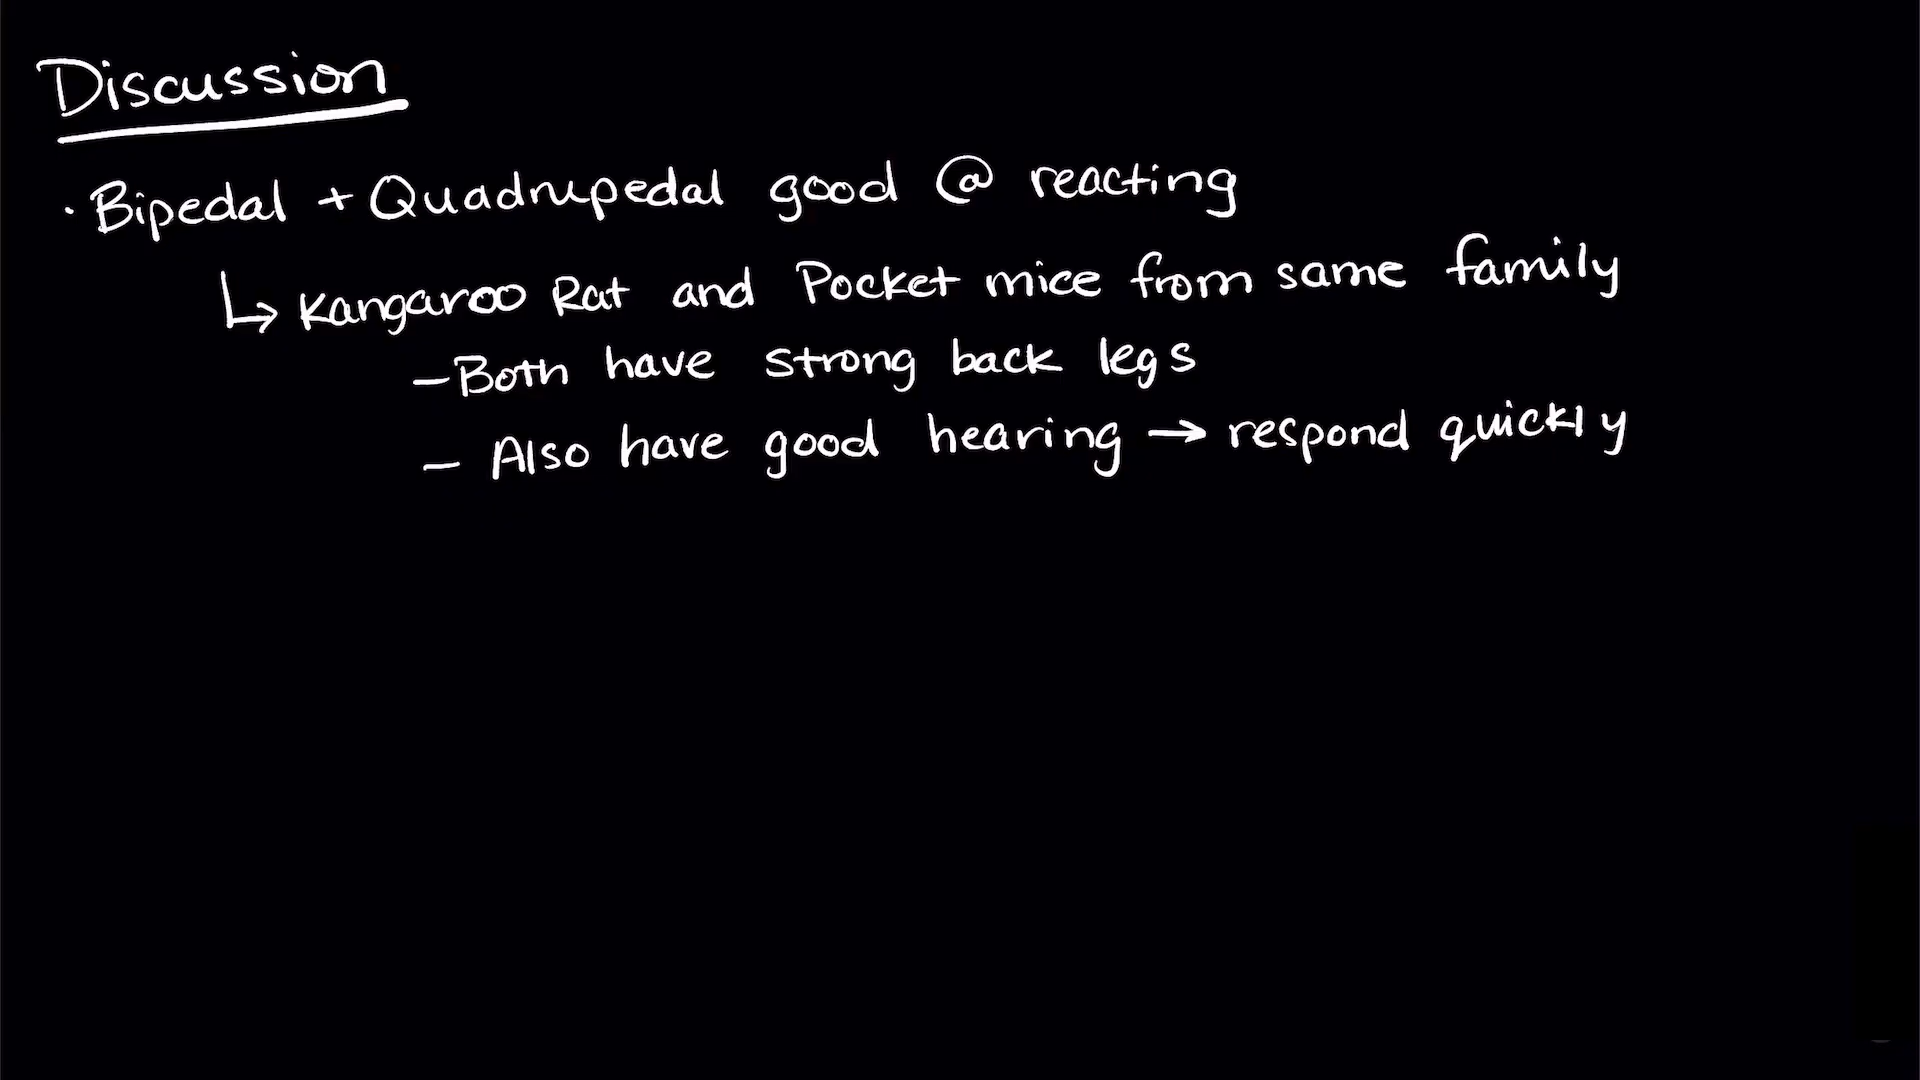 Discussion
· Bipedal + Quadrupedal good @ reacting
↳ Kangaroo Rat and Pocket mice from same family
– Both have strong back legs
– Also have good hearing → respond quickly